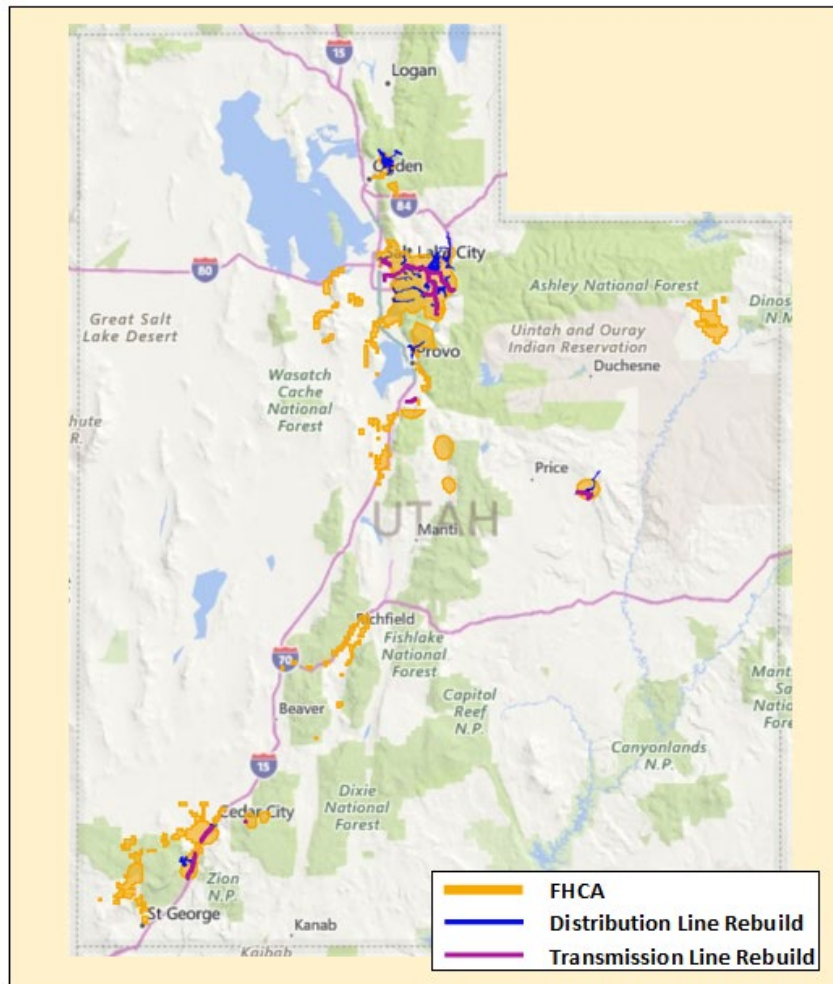 15
Logan
Ogden
84
Salt Lake City
80
Ashley National Forest
Great Salt
Lake Desert
Uintah and Ouray
Indian Reservation
Provo
Duchesne
Wasatch
Cache
National
Forest
R.
Price
UTAH
Manti
Richfield
Fishlake
National
Forest
70
Capitol
Reef
N.P.
Beaver
Canyonlands
N.P.
15
Dixie
National
Forest
Cedar City
Zion
N.P.
St George
Kanab
FHCA
Distribution Line Rebuild
Transmission Line Rebuild